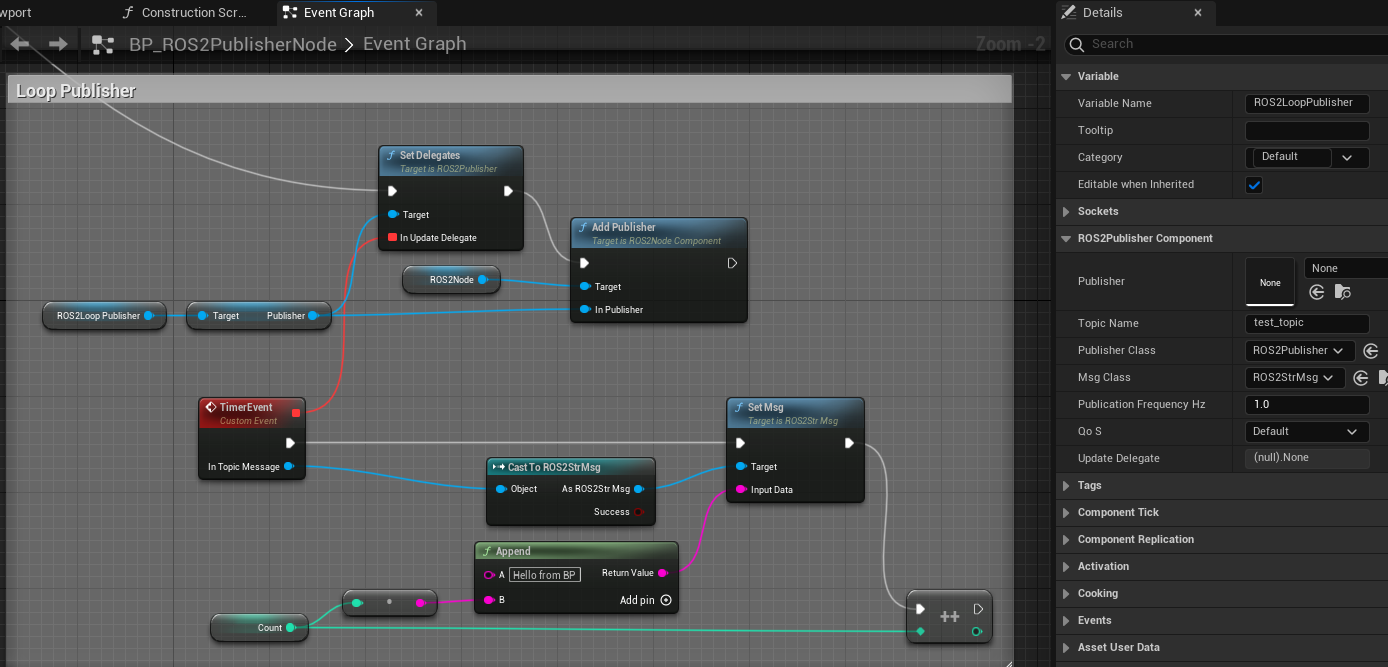 wport
Construction Scr...
Event Graph
BP_ROS2PublisherNode
Event Graph
Zoom -2
Loop Publisher
Set Delegates
Target is ROS2Publisher
Target
In Update Delegate
Add Publisher
Target is ROS2Node Component
Target
In Publisher
ROS2Node
ROS2Loop Publisher
Target Publisher
TimerEvent
Custom Event
In Topic Message
Cast To ROS2StrMsg
Object As ROS2Str Msg
Success
Set Msg
Target is ROS2Str Msg
Target
Input Data
Append
A Hello from BP Return Value
B Add pin
Count
++
Details
Search
Variable
Variable Name ROS2LoopPublisher
Tooltip
Category Default
Editable when Inherited
Sockets
ROS2Publisher Component
Publisher None None
Topic Name test_topic
Publisher Class ROS2Publisher
Msg Class ROS2StrMsg
Publication Frequency Hz 1.0
Qo S Default
Update Delegate (null).None
Tags
Component Tick
Component Replication
Activation
Cooking
Events
Asset User Data